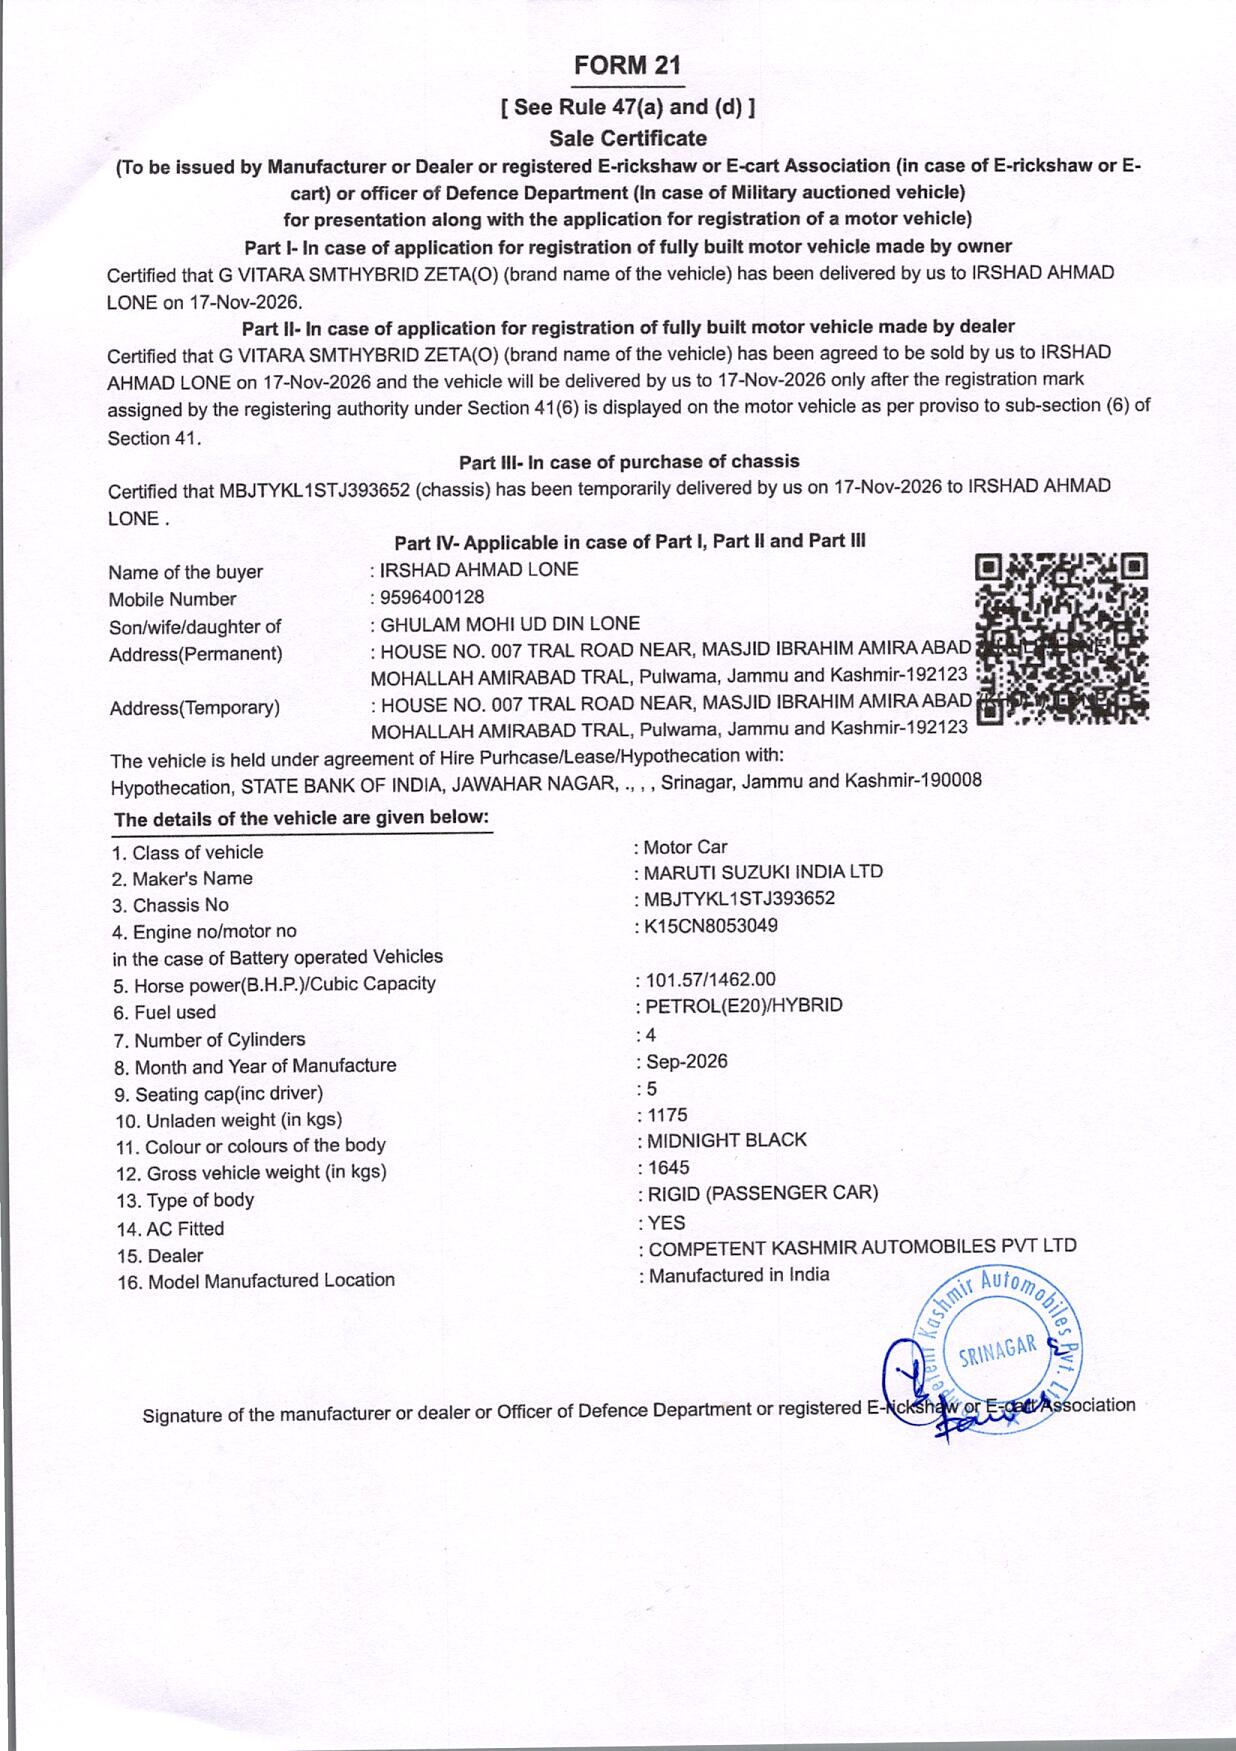 FORM 21
[ See Rule 47(a) and (d) ]
Sale Certificate
(To be issued by Manufacturer or Dealer or registered E-rickshaw or E-cart Association (in case of E-rickshaw or E-
cart) or officer of Defence Department (In case of Military auctioned vehicle)
for presentation along with the application for registration of a motor vehicle)
Part I- In case of application for registration of fully built motor vehicle made by owner
Certified that G VITARA SMTHYBRID ZETA(O) (brand name of the vehicle) has been delivered by us to IRSHAD AHMAD
LONE on 17-Nov-2026.
Part II- In case of application for registration of fully built motor vehicle made by dealer
Certified that G VITARA SMTHYBRID ZETA(O) (brand name of the vehicle) has been agreed to be sold by us to IRSHAD
AHMAD LONE on 17-Nov-2026 and the vehicle will be delivered by us to 17-Nov-2026 only after the registration mark
assigned by the registering authority under Section 41(6) is displayed on the motor vehicle as per proviso to sub-section (6) of
Section 41.
Part III- In case of purchase of chassis
Certified that MBJTYKL1STJ393652 (chassis) has been temporarily delivered by us on 17-Nov-2026 to IRSHAD AHMAD
LONE .
Part IV- Applicable in case of Part I, Part II and Part III
Name of the buyer : IRSHAD AHMAD LONE
Mobile Number : 9596400128
Son/wife/daughter of : GHULAM MOHI UD DIN LONE
Address(Permanent) : HOUSE NO. 007 TRAL ROAD NEAR, MASJID IBRAHIM AMIRA ABAD
MOHALLAH AMIRABAD TRAL, Pulwama, Jammu and Kashmir-192123
Address(Temporary) : HOUSE NO. 007 TRAL ROAD NEAR, MASJID IBRAHIM AMIRA ABAD
MOHALLAH AMIRABAD TRAL, Pulwama, Jammu and Kashmir-192123
The vehicle is held under agreement of Hire Purhcase/Lease/Hypothecation with:
Hypothecation, STATE BANK OF INDIA, JAWAHAR NAGAR, ., , , Srinagar, Jammu and Kashmir-190008
The details of the vehicle are given below:
1. Class of vehicle : Motor Car
2. Maker's Name : MARUTI SUZUKI INDIA LTD
3. Chassis No : MBJTYKL1STJ393652
4. Engine no/motor no : K15CN8053049
in the case of Battery operated Vehicles
5. Horse power(B.H.P.)/Cubic Capacity : 101.57/1462.00
6. Fuel used : PETROL(E20)/HYBRID
7. Number of Cylinders : 4
8. Month and Year of Manufacture : Sep-2026
9. Seating cap(inc driver) : 5
10. Unladen weight (in kgs) : 1175
11. Colour or colours of the body : MIDNIGHT BLACK
12. Gross vehicle weight (in kgs) : 1645
13. Type of body : RIGID (PASSENGER CAR)
14. AC Fitted : YES
15. Dealer : COMPETENT KASHMIR AUTOMOBILES PVT LTD
16. Model Manufactured Location : Manufactured in India
Competent Kashmir Automobiles Pvt. Ltd.
SRINAGAR
Signature of the manufacturer or dealer or Officer of Defence Department or registered E-rickshaw or E-cart Association